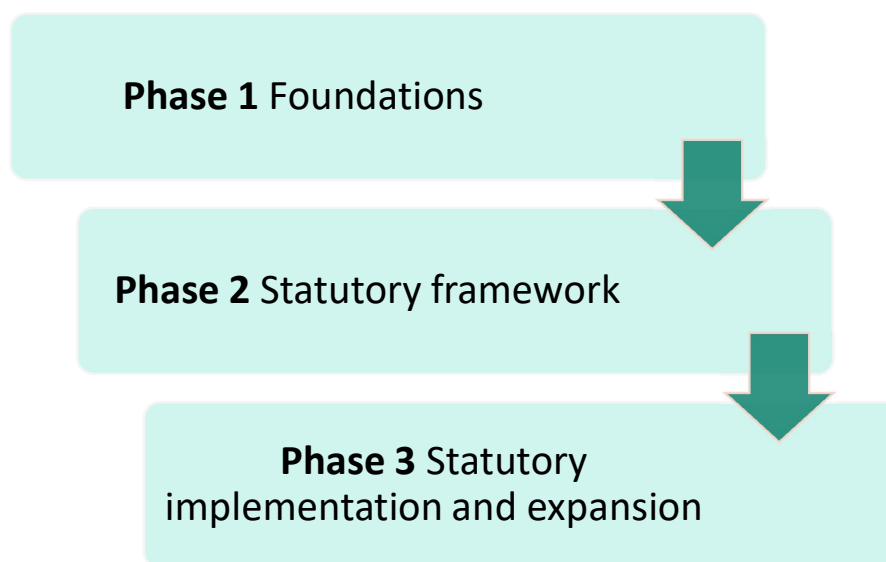 Phase 1 Foundations
Phase 2 Statutory framework
Phase 3 Statutory
implementation and expansion